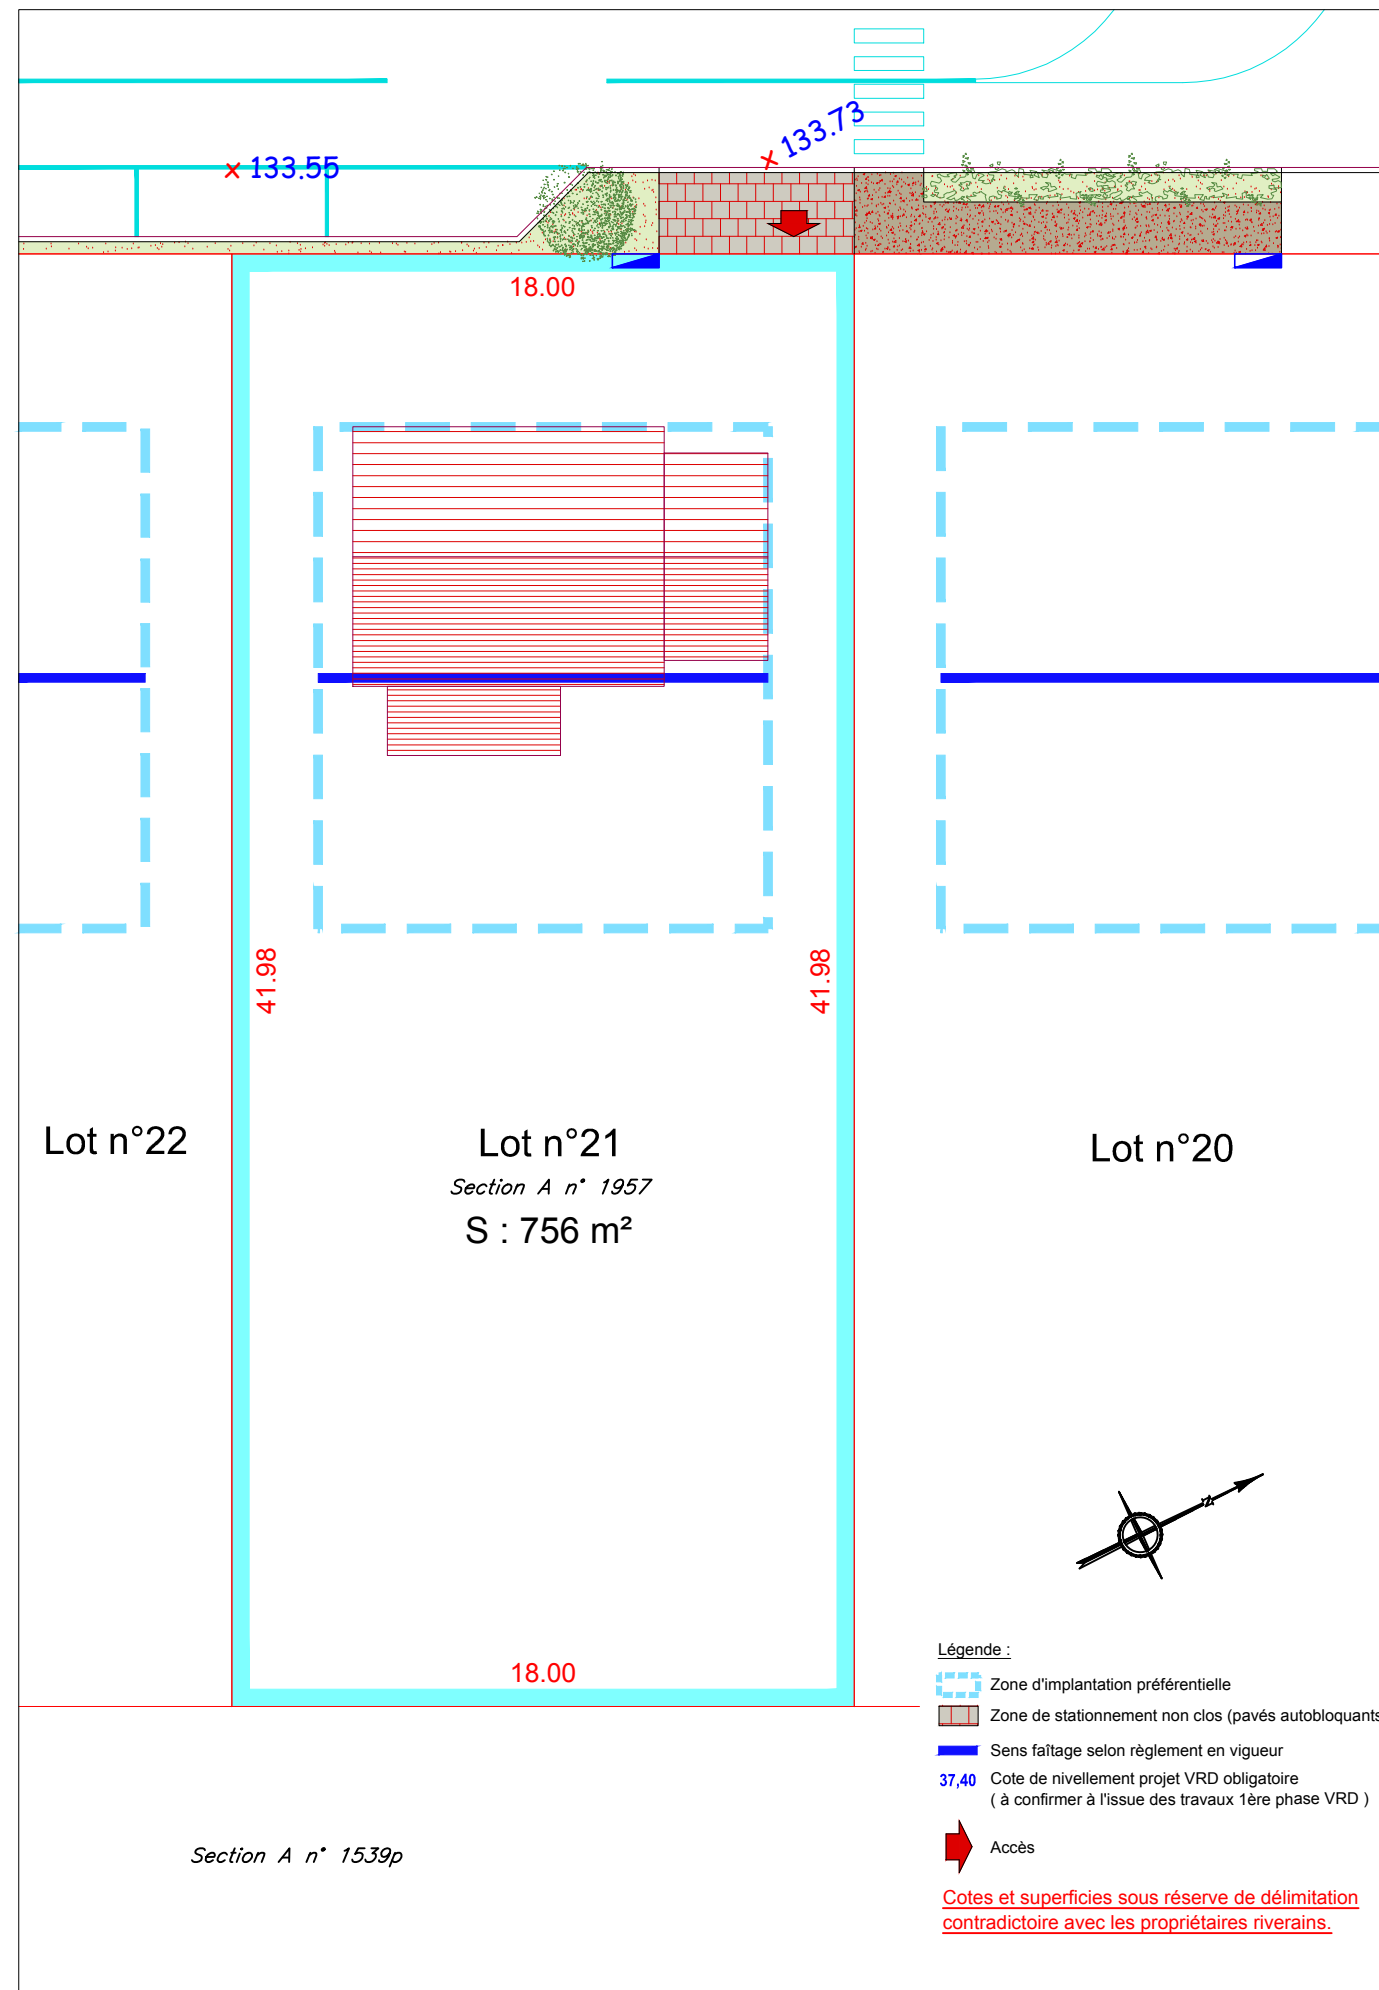 133.55
133.73
18.00
41.98
41.98
Lot n°22
Lot n°21
Lot n°20
Section A n° 1957
S : 756 m²
N
18.00
Légende :
Zone d'implantation préférentielle
Zone de stationnement non clos (pavés autobloquants
Sens faîtage selon règlement en vigueur
37,40 Cote de nivellement projet VRD obligatoire
( à confirmer à l'issue des travaux 1ère phase VRD )
Accès
Section A n° 1539p
Cotes et superficies sous réserve de délimitation
contradictoire avec les propriétaires riverains.